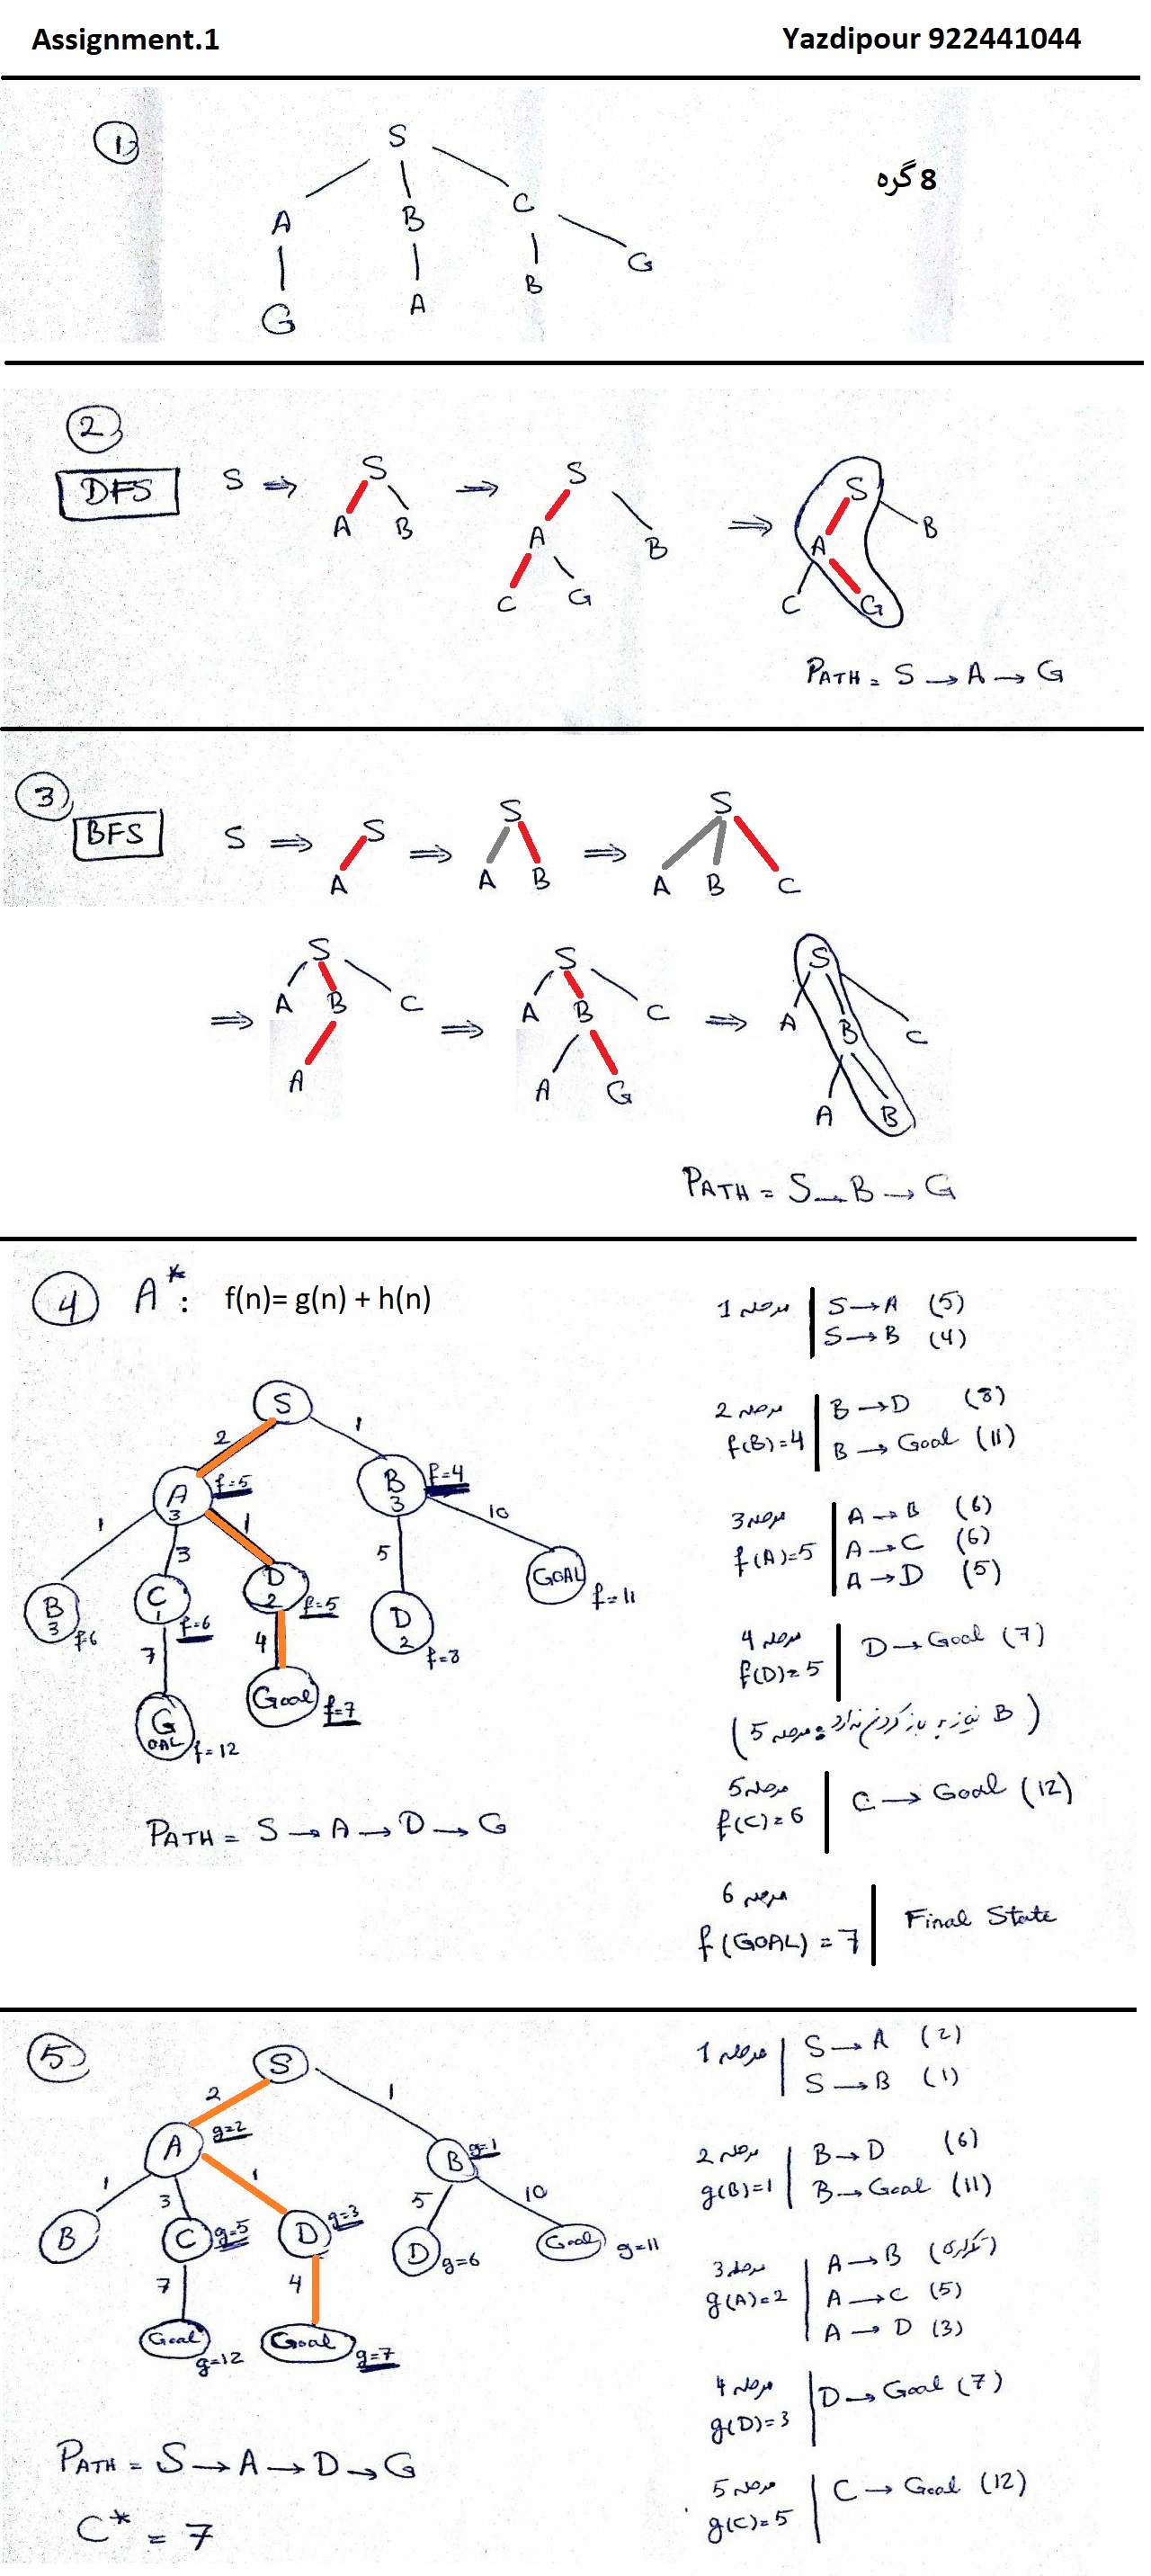 Assignment.1 Yazdipour 922441044
1
8 گره
S
A B C
G A B G
2
DFS
S ⇒ S → S ⇒ S
A B A B A B
C G C G
PATH = S → A → G
3
BFS
S ⇒ S ⇒ S ⇒ S
A A B A B C
⇒ S ⇒ S ⇒ S
A B C A B C A B C
A A G A B
PATH = S → B → G
4 A*: f(n)= g(n) + h(n)
S
2 1
A 3 f=5 B 3 f=4
1 3 1 5 10
B 3 f=6 C 1 f=6 D 2 f=5 D 2 f=8 GOAL f=11
7 4
GOAL f=12 Goal f=7
PATH = S → A → D → G
مرحله 1 S → A (5)
S → B (4)
مرحله 2 B → D (8)
f(B)=4 B → Goal (11)
مرحله 3 A → B (6)
f(A)=5 A → C (6)
A → D (5)
مرحله 4 D → Goal (7)
f(D)=5
(مرحله 5: B نیاز به باز کردن ندارد)
مرحله 5 C → Goal (12)
f(C)=6
مرحله 6 Final State
f(GOAL) = 7
5
S
2 1
A g=2 B g=1
1 3 1 5 10
B C g=5 D g=3 D g=6 Goal g=11
7 4
Goal g=12 Goal g=7
PATH = S → A → D → G
C* = 7
مرحله 1 S → A (2)
S → B (1)
مرحله 2 B → D (6)
g(B)=1 B → Goal (11)
مرحله 3 A → B (تکراری)
g(A)=2 A → C (5)
A → D (3)
مرحله 4 D → Goal (7)
g(D)=3
مرحله 5 C → Goal (12)
g(C)=5